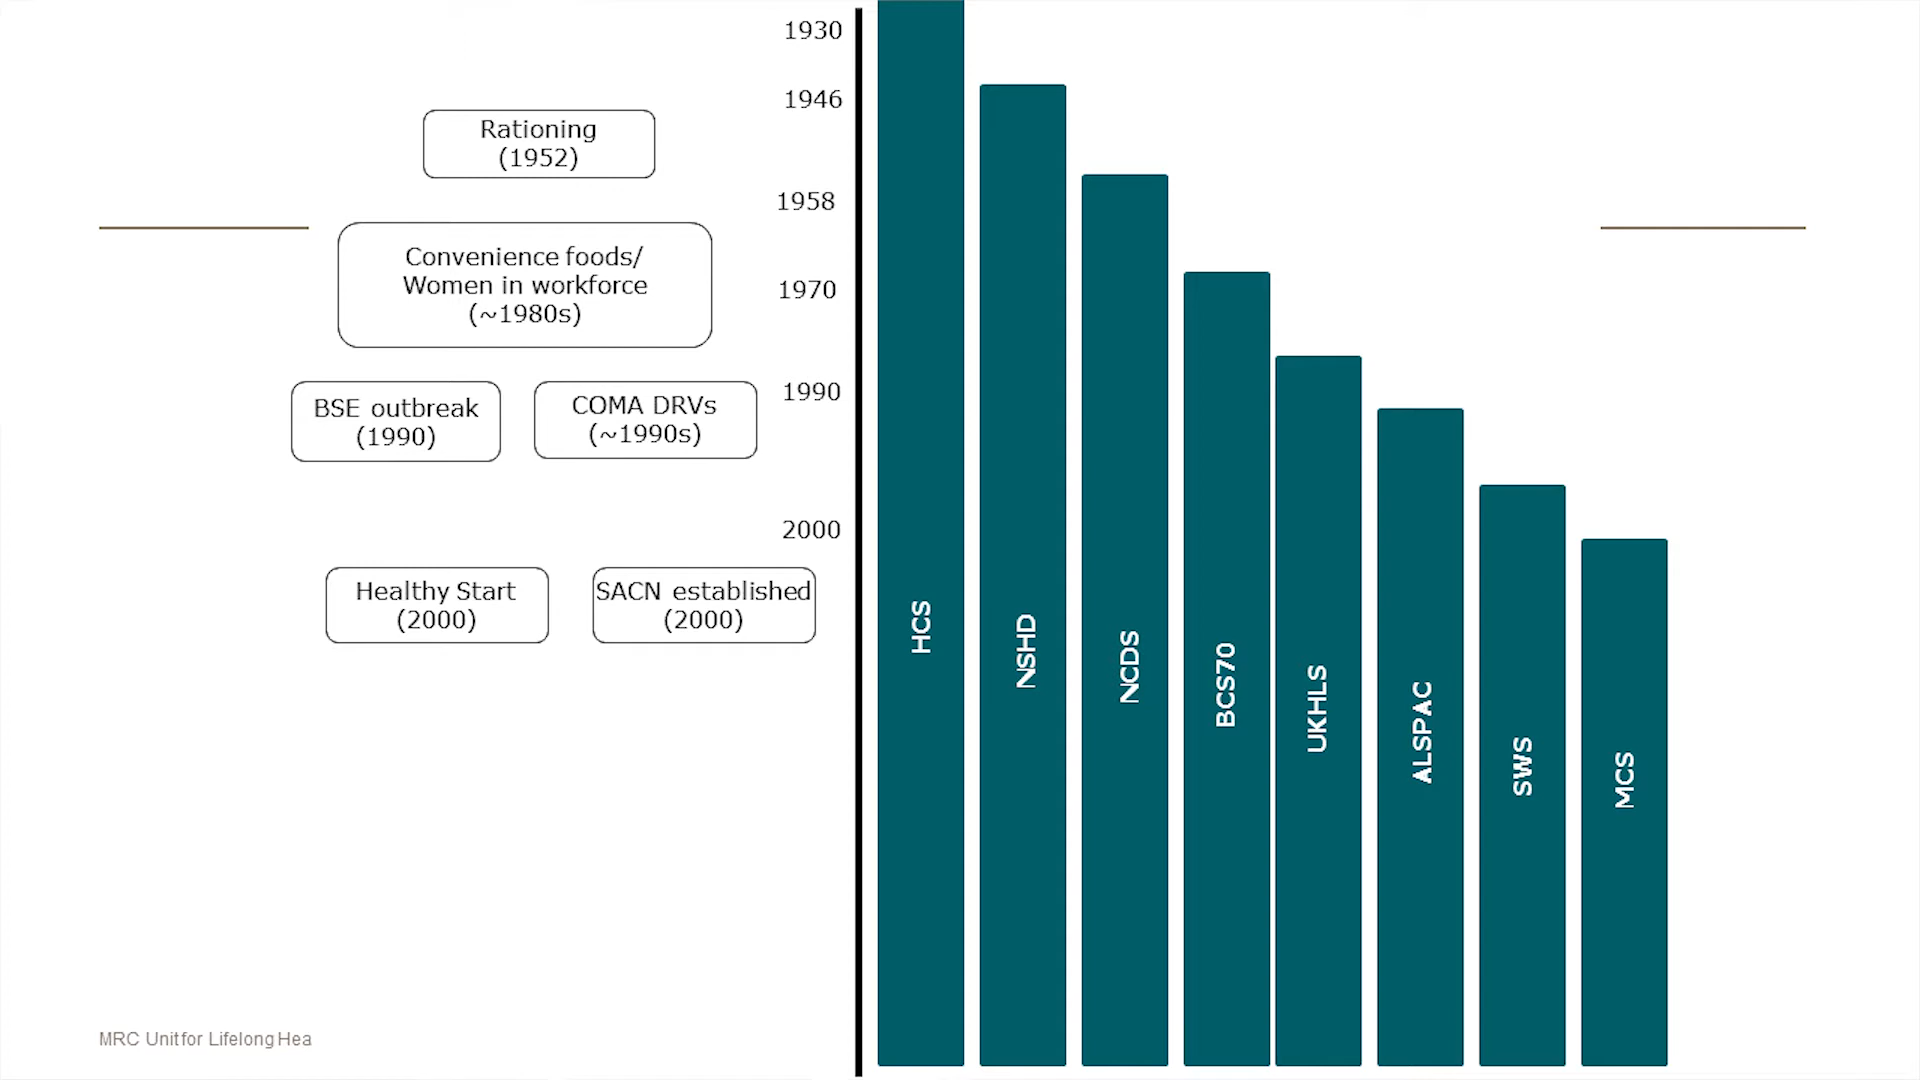 1930
1946
Rationing
(1952)
1958
Convenience foods/
Women in workforce
(~1980s)
1970
BSE outbreak
(1990)
COMA DRVs
(~1990s)
1990
2000
Healthy Start
(2000)
SACN established
(2000)
HCS
NSHD
NCDS
BCS70
UKHLS
ALSPAC
SWS
MCS
MRC Unit for Lifelong Hea